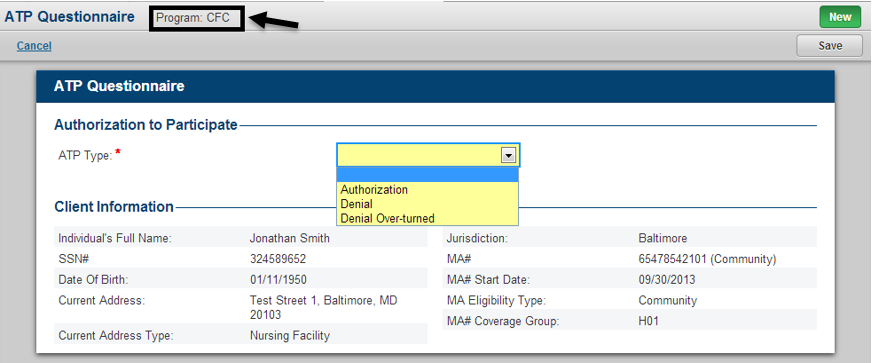 ATP Questionnaire Program: CFC New
Cancel Save
ATP Questionnaire
Authorization to Participate
ATP Type: *
Authorization
Denial
Denial Over-turned
Client Information
Individual's Full Name: Jonathan Smith
SSN# 324589652
Date Of Birth: 01/11/1950
Current Address: Test Street 1, Baltimore, MD
20103
Current Address Type: Nursing Facility
Jurisdiction: Baltimore
MA# 65478542101 (Community)
MA# Start Date: 09/30/2013
MA Eligibility Type: Community
MA# Coverage Group: H01